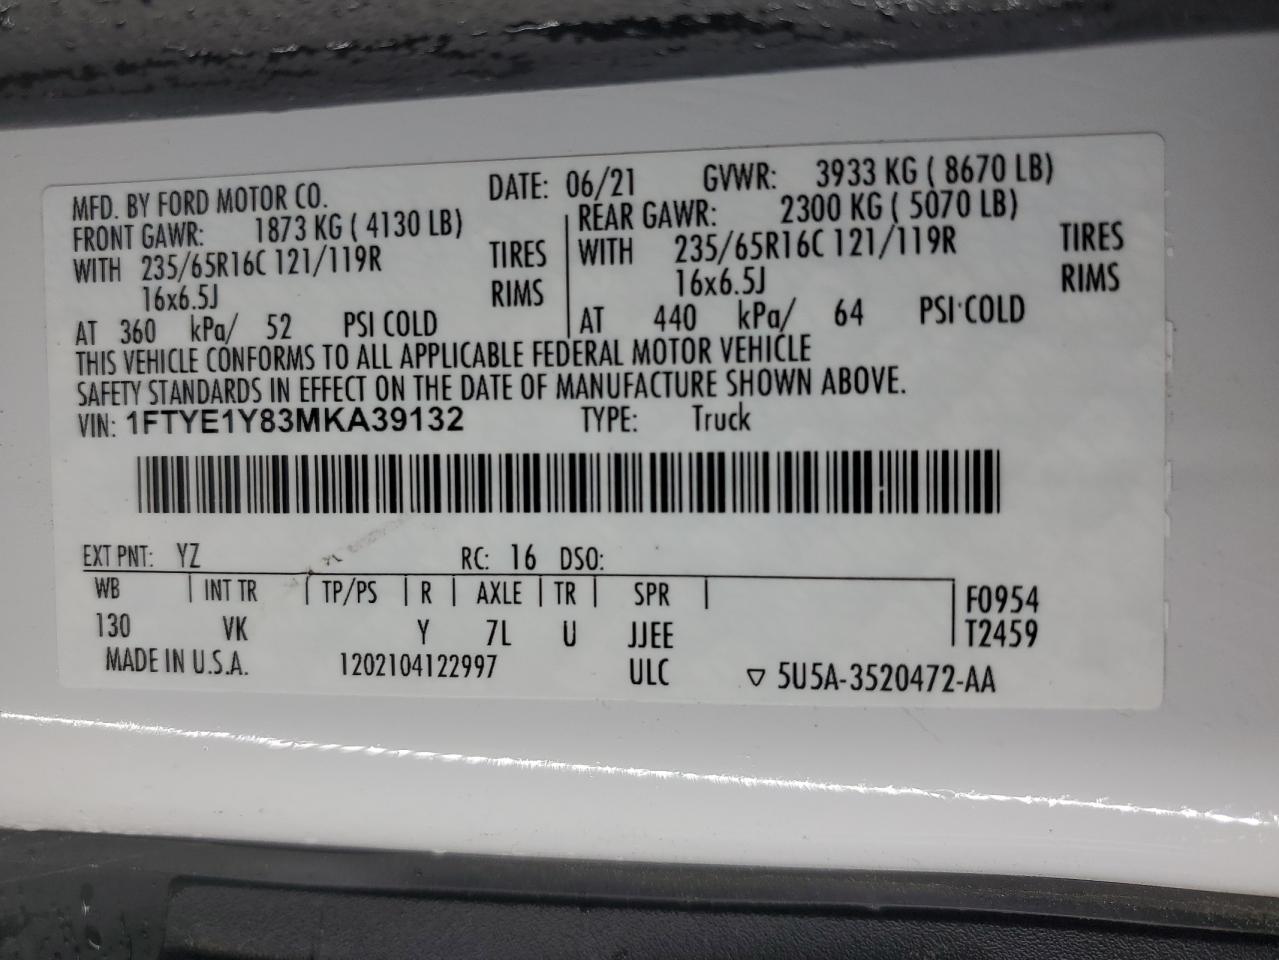 MFD. BY FORD MOTOR CO. DATE: 06/21 GVWR: 3933 KG ( 8670 LB)
FRONT GAWR: 1873 KG ( 4130 LB) REAR GAWR: 2300 KG ( 5070 LB)
WITH 235/65R16C 121/119R TIRES WITH 235/65R16C 121/119R TIRES
16x6.5J RIMS 16x6.5J RIMS
AT 360 kPa/ 52 PSI COLD AT 440 kPa/ 64 PSI COLD
THIS VEHICLE CONFORMS TO ALL APPLICABLE FEDERAL MOTOR VEHICLE
SAFETY STANDARDS IN EFFECT ON THE DATE OF MANUFACTURE SHOWN ABOVE.
VIN: 1FTYE1Y83MKA39132 TYPE: Truck
EXT PNT: YZ RC: 16 DSO:
WB INT TR TP/PS R AXLE TR SPR F0954
130 VK Y 7L U JJEE T2459
MADE IN U.S.A. 1202104122997 ULC ▽ 5U5A-3520472-AA